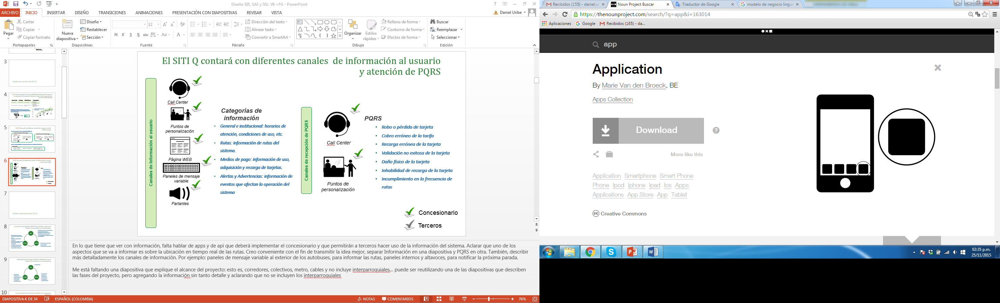 Diseño SIR, SAE y SIU. V8 +FG - PowerPoint
ARCHIVO INICIO INSERTAR DISEÑO TRANSICIONES ANIMACIONES PRESENTACIÓN CON DIAPOSITIVAS REVISAR VISTA
Daniel Uribe
Pegar
Cortar
Copiar
Copiar formato
Portapapeles
Nueva
diapositiva
Diseño
Restablecer
Sección
Diapositivas
12
N K S S abc AV Aa A
Fuente
Dirección del texto
Alinear texto
Convertir a SmartArt
Párrafo
Organizar
Estilos
rápidos
Relleno de forma
Contorno de forma
Efectos de forma
Dibujo
Buscar
Reemplazar
Seleccionar
Edición
3
Modelo de servicio del SITI Q
4
5
6
7
Modelo operacional del SITI Q
8
9
10
El SITI Q contará con diferentes canales de información al usuario
y atención de PQRS
Canales de información al usuario
Call Center
Puntos de
personalización
Página WEB
Paneles de mensaje
variable
Parlantes
Categorías de
información
• General e institucional: horarios de
atención, condiciones de uso, etc.
• Rutas: información de rutas del
sistema.
• Medios de pago: información de uso,
adquisición y recarga de tarjetas.
• Alertas y Advertencias: información de
eventos que afectan la operación del
sistema
Canales de recepción de PQRS
Call Center
Puntos de
personalización
PQRS
• Robo o pérdida de tarjeta
• Cobro erróneo de la tarifa
• Recarga errónea de la tarjeta
• Validación no exitosa de la tarjeta
• Daño físico de la tarjeta
• Inhabilidad de recarga de la tarjeta
• Incumplimiento en la frecuencia de
rutas
Concesionario
Terceros
En lo que tiene que ver con información, falta hablar de apps y de api que deberá implementar el concesionario y que permitirán a terceros hacer uso de la información del sistema. Aclarar que uno de los
aspectos que se va a informar es sobre la ubicación en tiempo real de las rutas. Creo conveniente con el fin de transmitir la idea mejor, separar Información en una diapositiva y PQRS en otra. También, describir
más detalladamente los canales de información. Por ejemplo: paneles de mensaje variable al exterior de los autobuses, para informar las rutas, paneles internos y altavoces, para notificar la próxima parada.
Me está faltando una diapositiva que explique el alcance del proyecto: esto es, corredores, colectivos, metro, cables y no incluye interparroquiales... puede ser reutilizando una de las diapositivas que describen
las fases del proyecto, pero agregando la información sin tanto detalle y aclarando que no se incluyen los interparroquiales
DIAPOSITIVA 6 DE 34 ESPAÑOL (COLOMBIA) NOTAS COMENTARIOS 76%
Recibidos (155) - daniel.ur Noun Project Buscar Traductor de Google modelo de negocio lingue
https://thenounproject.com/search/?q=app&i=163014
Aplicaciones Google Recibidos (165) - da...
app
Application
By Marie Van den Broeck, BE
Apps Collection
Download
?
More like this
Application Smartphone Smart Phone
Phone Ipod Iphone Ipad Ios Apps
Applications App Store App Tablet
cc Creative Commons
02:35 p.m.
25/11/2015